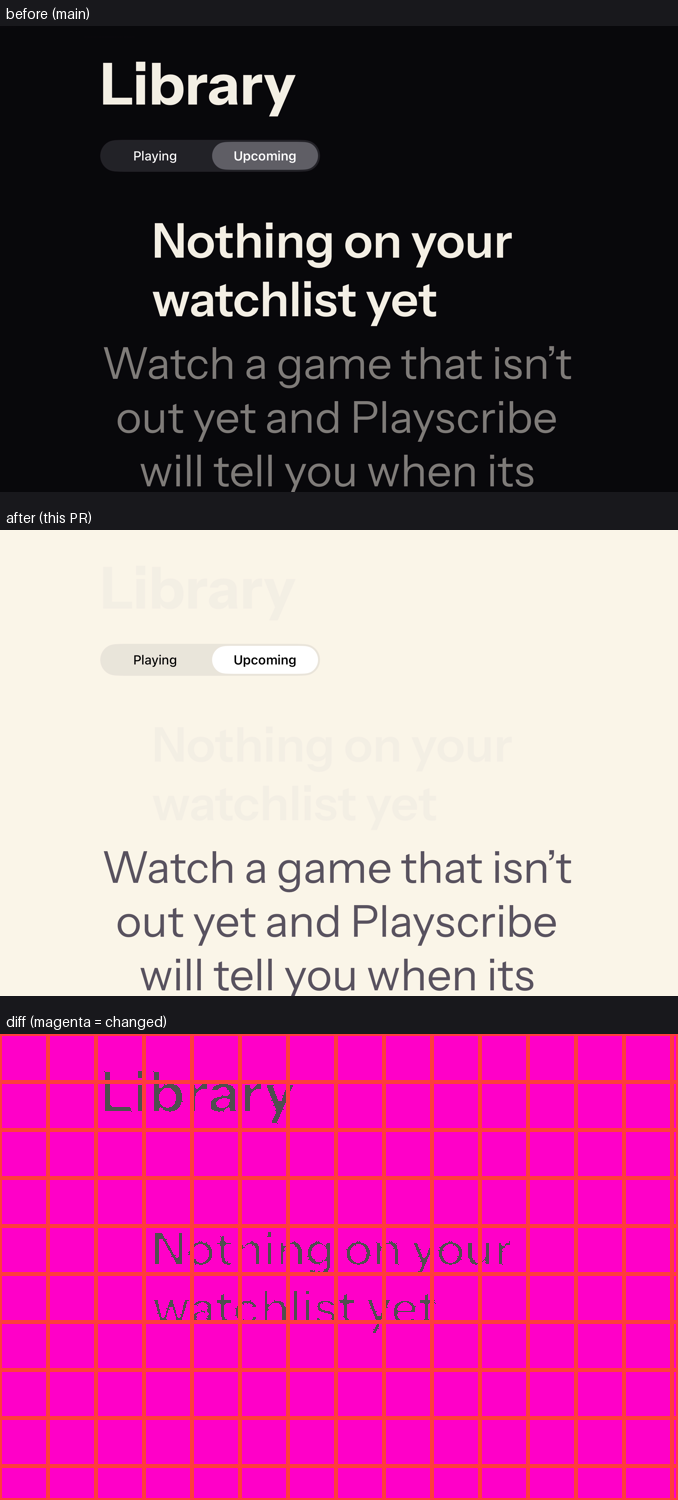 before (main)
Library
Playing
Upcoming
Nothing on your
watchlist yet
Watch a game that isn’t
out yet and Playscribe
will tell you when its
after (this PR)
Library
Playing
Upcoming
Nothing on your
watchlist yet
Watch a game that isn’t
out yet and Playscribe
will tell you when its
diff (magenta = changed)
Library
Nothing on your
watchlist yet